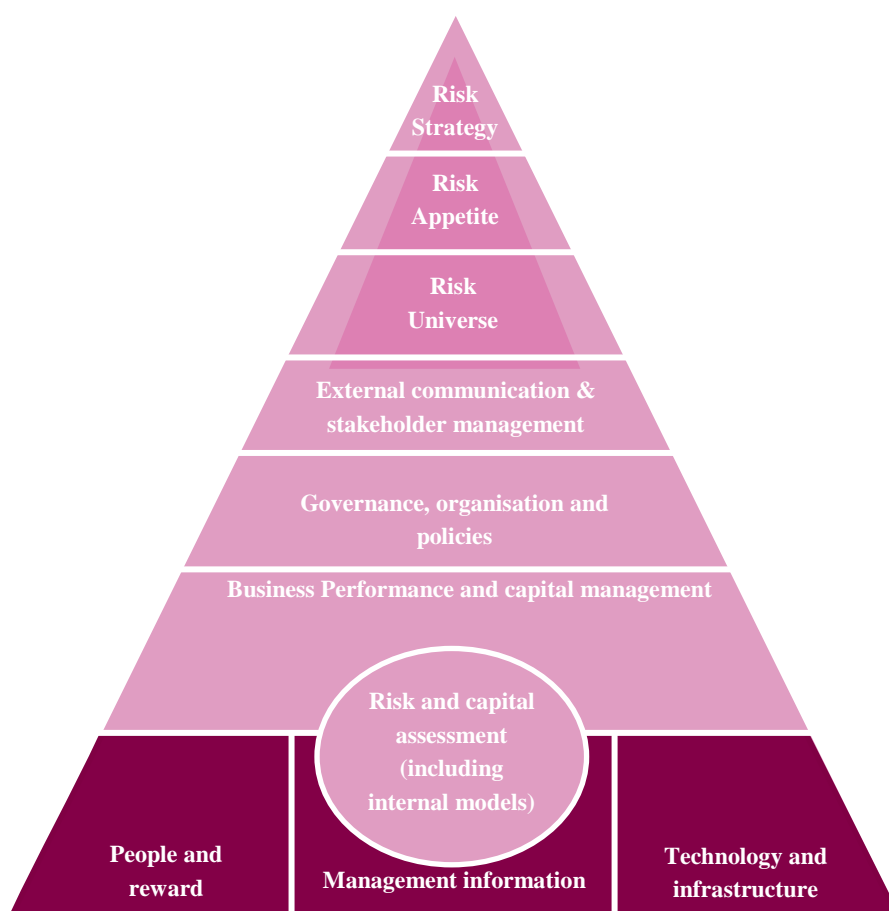 Risk
Strategy
Risk
Appetite
Risk
Universe
External communication &
stakeholder management
Governance, organisation and
policies
Business Performance and capital management
Risk and capital
assessment
(including
internal models)
People and
reward
Management information
Technology and
infrastructure